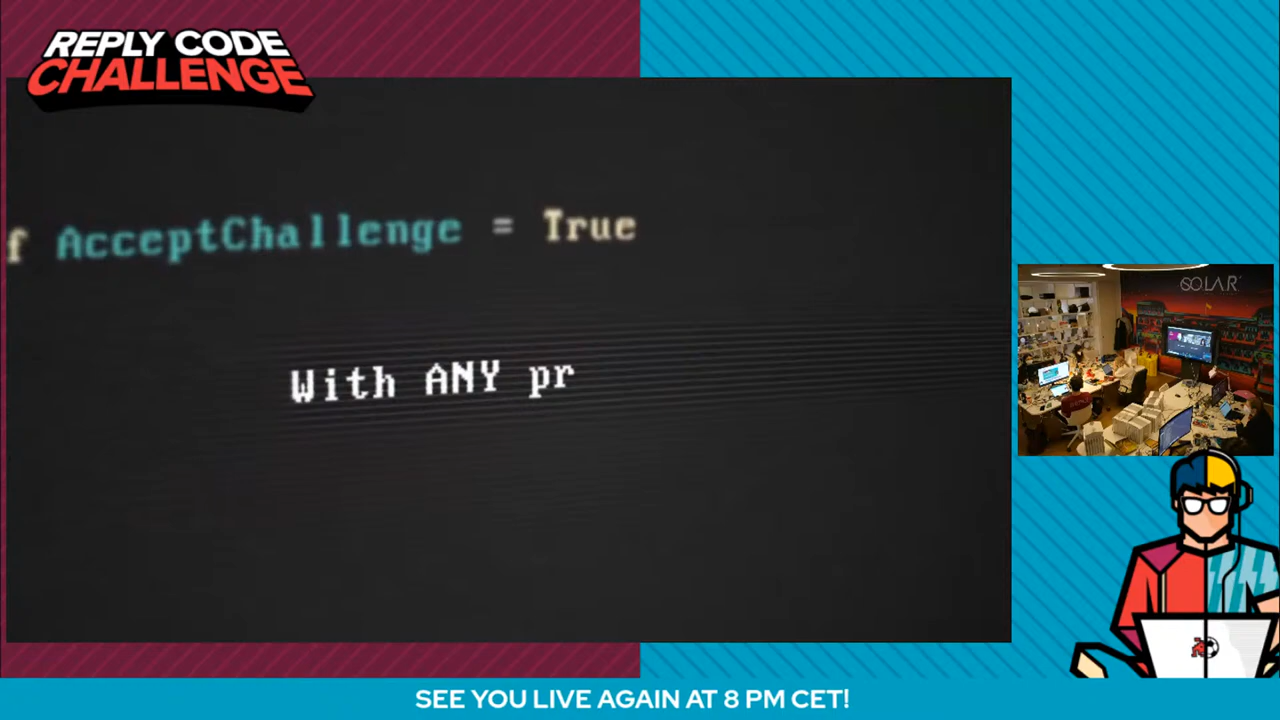 REPLY CODE
CHALLENGE
f AcceptChallenge = True
With ANY pr
SOLAR
SEE YOU LIVE AGAIN AT 8 PM CET!